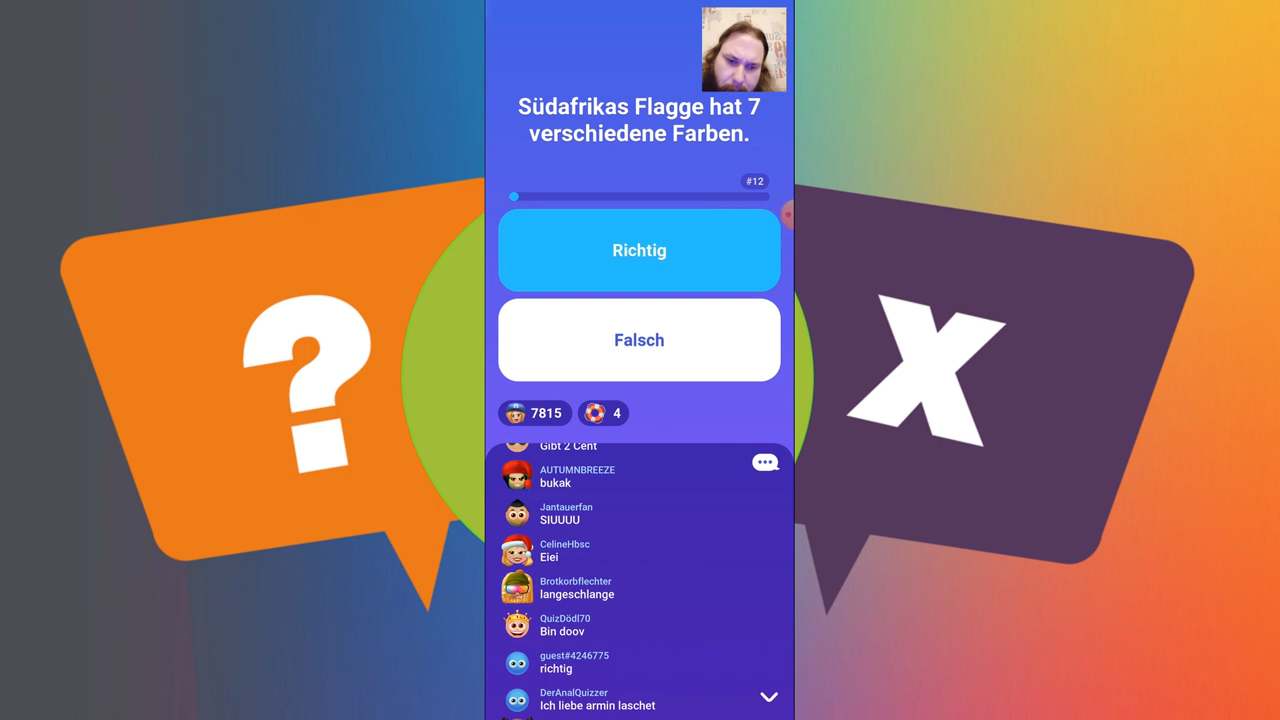 Südafrikas Flagge hat 7
verschiedene Farben.
#12
Richtig
Falsch
7815
4
Gibt 2 Cent
AUTUMNBREEZE
bukak
Jantauerfan
SIUUUU
CelineHbsc
Eiei
Brotkorbflechter
langeschlange
QuizDödl70
Bin doov
guest#4246775
richtig
DerAnalQuizzer
Ich liebe armin laschet
?
X